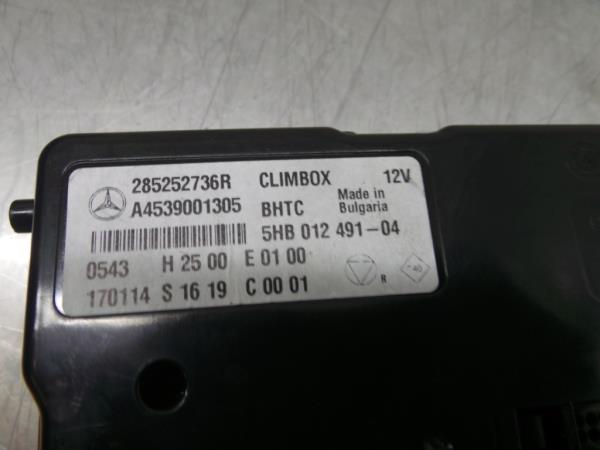 285252736R CLIMBOX 12V
A4539001305 BHTC Made in Bulgaria
5HB 012 491-04
0543 H 25 00 E 01 00
170114 S 16 19 C 00 01
R
40